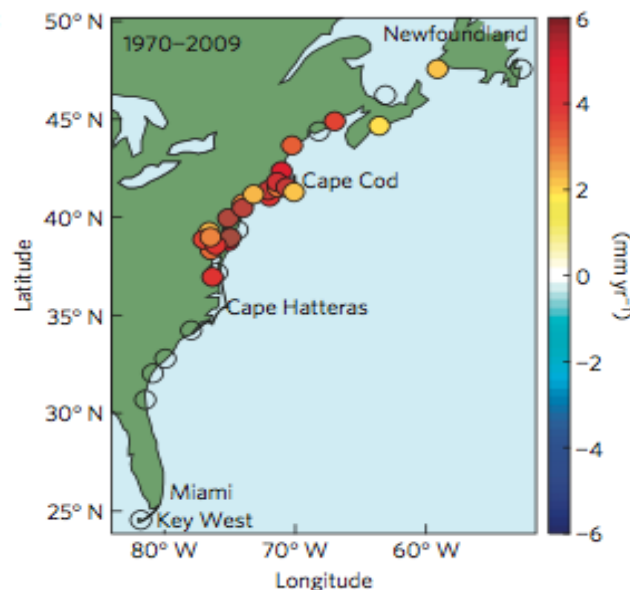 50° N
1970–2009
Newfoundland
6
45° N
4
Cape Cod
2
40° N
Latitude
0
(mm yr⁻¹)
Cape Hatteras
35° N
−2
30° N
−4
Miami
25° N
Key West
−6
80° W
70° W
60° W
Longitude